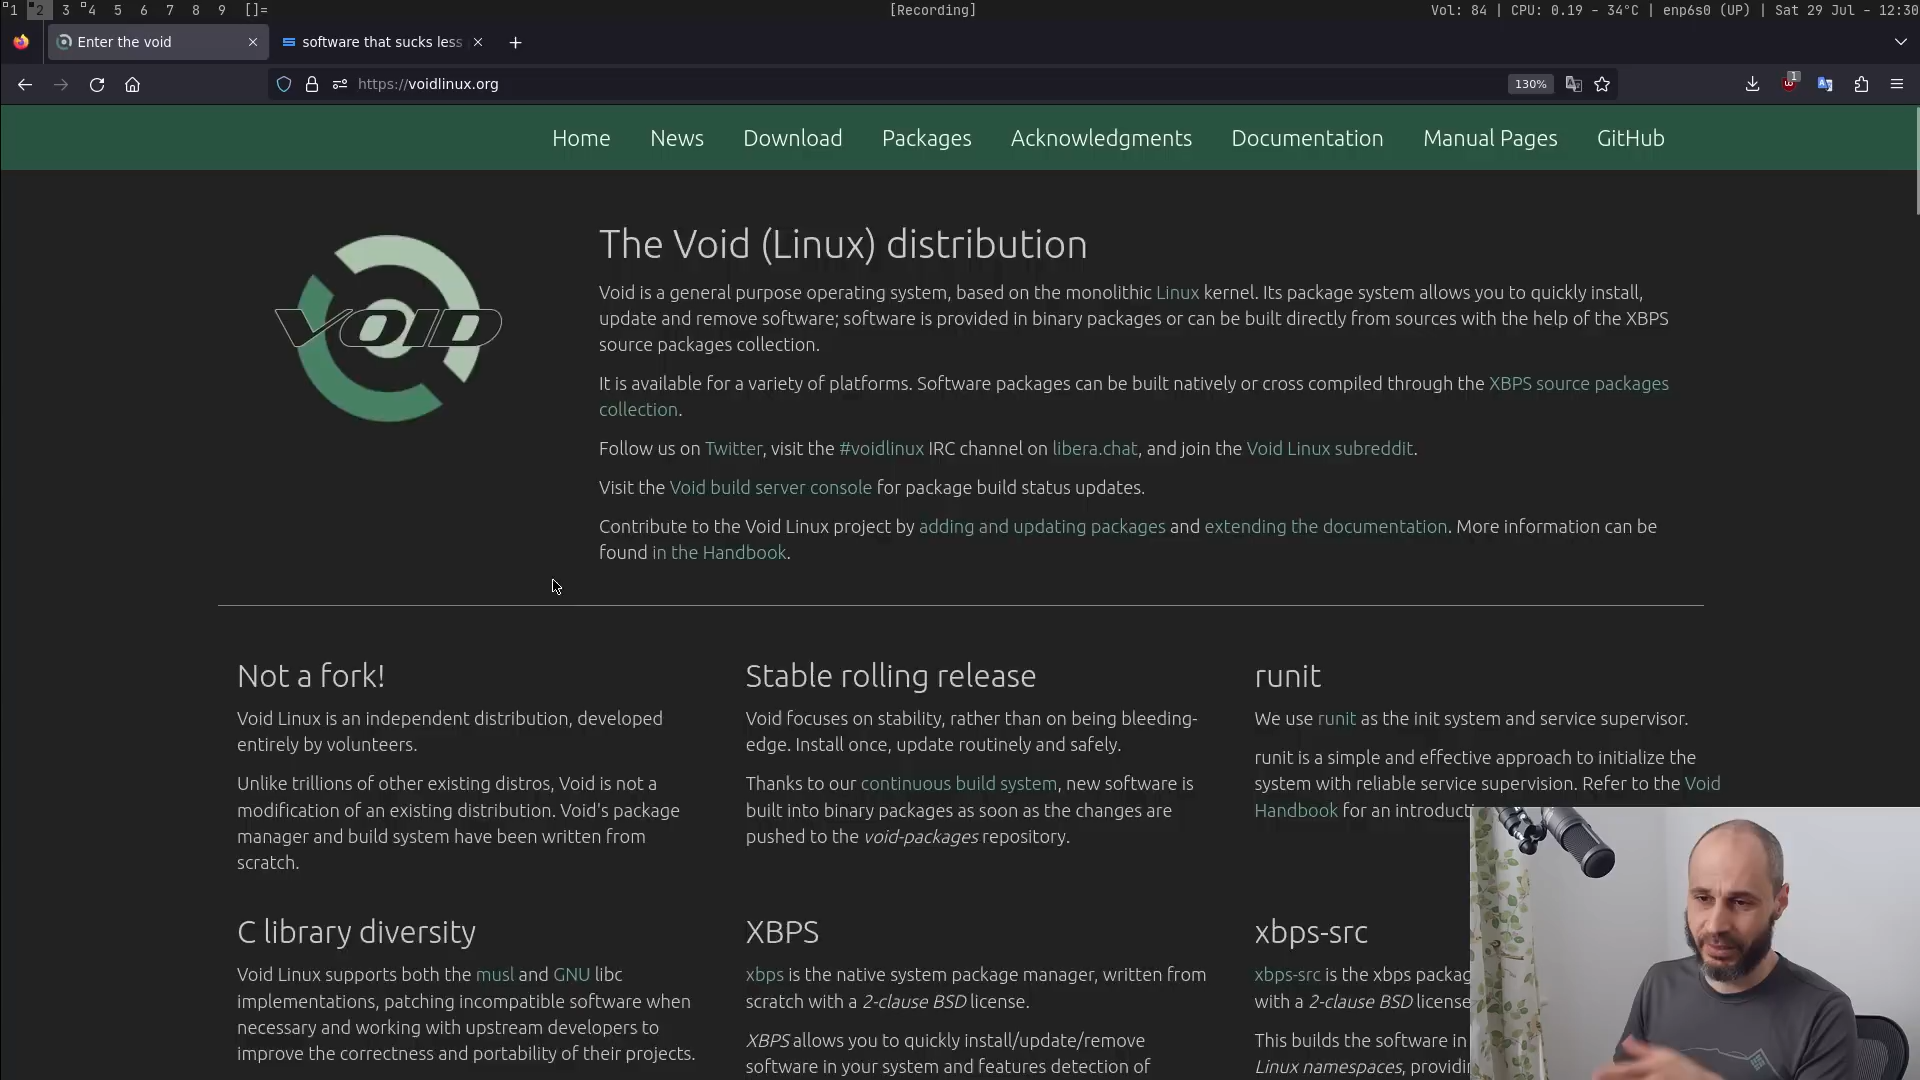 1 2 3 4 5 6 7 8 9 []=
[Recording]
Vol: 84 | CPU: 0.19 - 34°C | enp6s0 (UP) | Sat 29 Jul - 12:30
Enter the void
software that sucks less
https://voidlinux.org
130%
1
Home News Download Packages Acknowledgments Documentation Manual Pages GitHub
VOID
The Void (Linux) distribution
Void is a general purpose operating system, based on the monolithic Linux kernel. Its package system allows you to quickly install,
update and remove software; software is provided in binary packages or can be built directly from sources with the help of the XBPS
source packages collection.
It is available for a variety of platforms. Software packages can be built natively or cross compiled through the XBPS source packages
collection.
Follow us on Twitter, visit the #voidlinux IRC channel on libera.chat, and join the Void Linux subreddit.
Visit the Void build server console for package build status updates.
Contribute to the Void Linux project by adding and updating packages and extending the documentation. More information can be
found in the Handbook.
Not a fork!
Void Linux is an independent distribution, developed
entirely by volunteers.
Unlike trillions of other existing distros, Void is not a
modification of an existing distribution. Void's package
manager and build system have been written from
scratch.
Stable rolling release
Void focuses on stability, rather than on being bleeding-
edge. Install once, update routinely and safely.
Thanks to our continuous build system, new software is
built into binary packages as soon as the changes are
pushed to the void-packages repository.
runit
We use runit as the init system and service supervisor.
runit is a simple and effective approach to initialize the
system with reliable service supervision. Refer to the Void
Handbook for an introducti
C library diversity
Void Linux supports both the musl and GNU libc
implementations, patching incompatible software when
necessary and working with upstream developers to
improve the correctness and portability of their projects.
XBPS
xbps is the native system package manager, written from
scratch with a 2-clause BSD license.
XBPS allows you to quickly install/update/remove
software in your system and features detection of
xbps-src
xbps-src is the xbps packag
with a 2-clause BSD license
This builds the software in
Linux namespaces, providi